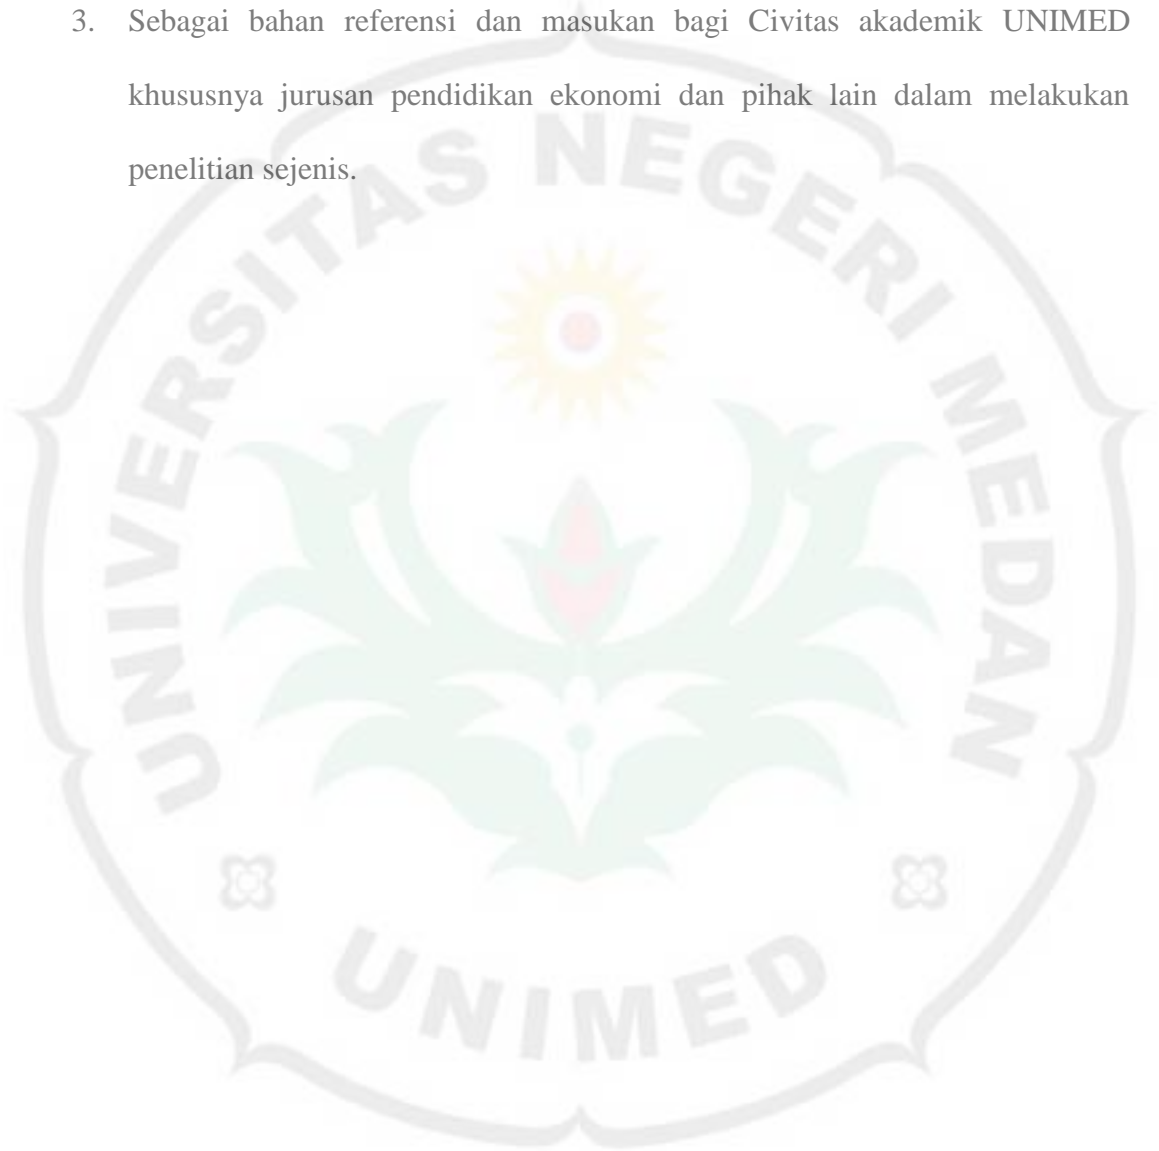 3. Sebagai bahan referensi dan masukan bagi Civitas akademik UNIMED
khususnya jurusan pendidikan ekonomi dan pihak lain dalam melakukan
penelitian sejenis.
UNIVERSITAS NEGERI MEDAN
UNIMED